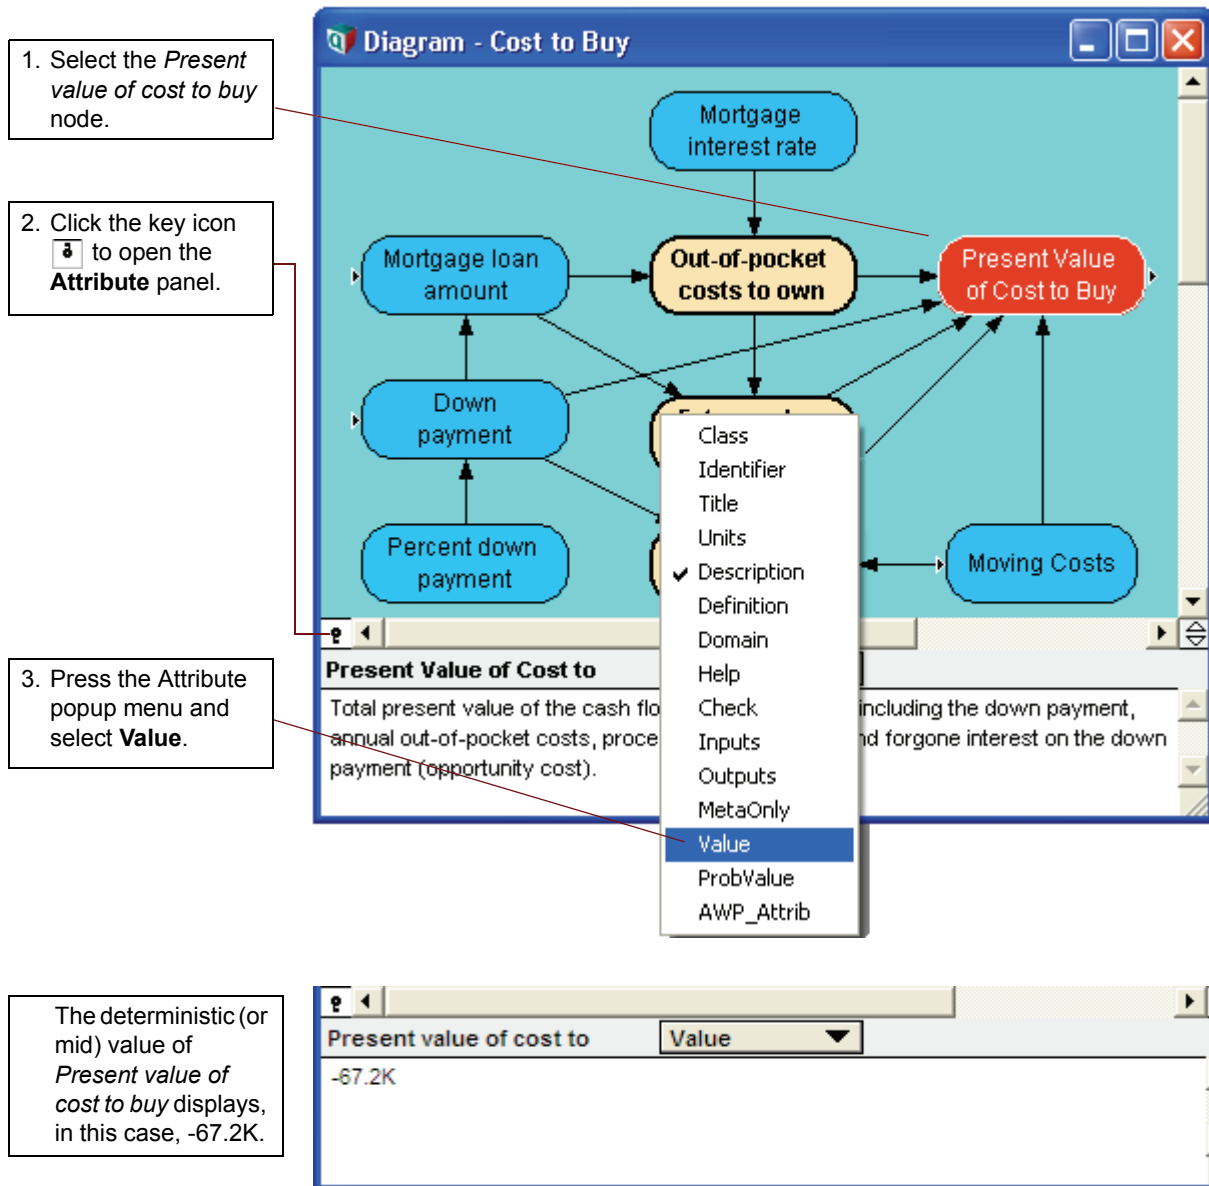 1. Select the Present
value of cost to buy
node.
2. Click the key icon
to open the
Attribute panel.
3. Press the Attribute
popup menu and
select Value.
Diagram - Cost to Buy
Mortgage
interest rate
Mortgage loan
amount
Out-of-pocket
costs to own
Present Value
of Cost to Buy
Down
payment
Percent down
payment
Moving Costs
Class
Identifier
Title
Units
Description
Definition
Domain
Help
Check
Inputs
Outputs
MetaOnly
Value
ProbValue
AWP_Attrib
Present Value of Cost to
Total present value of the cash including the down payment,
annual out-of-pocket costs, forgone interest on the down
payment (opportunity cost).
The deterministic (or
mid) value of
Present value of
cost to buy displays,
in this case, -67.2K.
Present value of cost to
Value
-67.2K